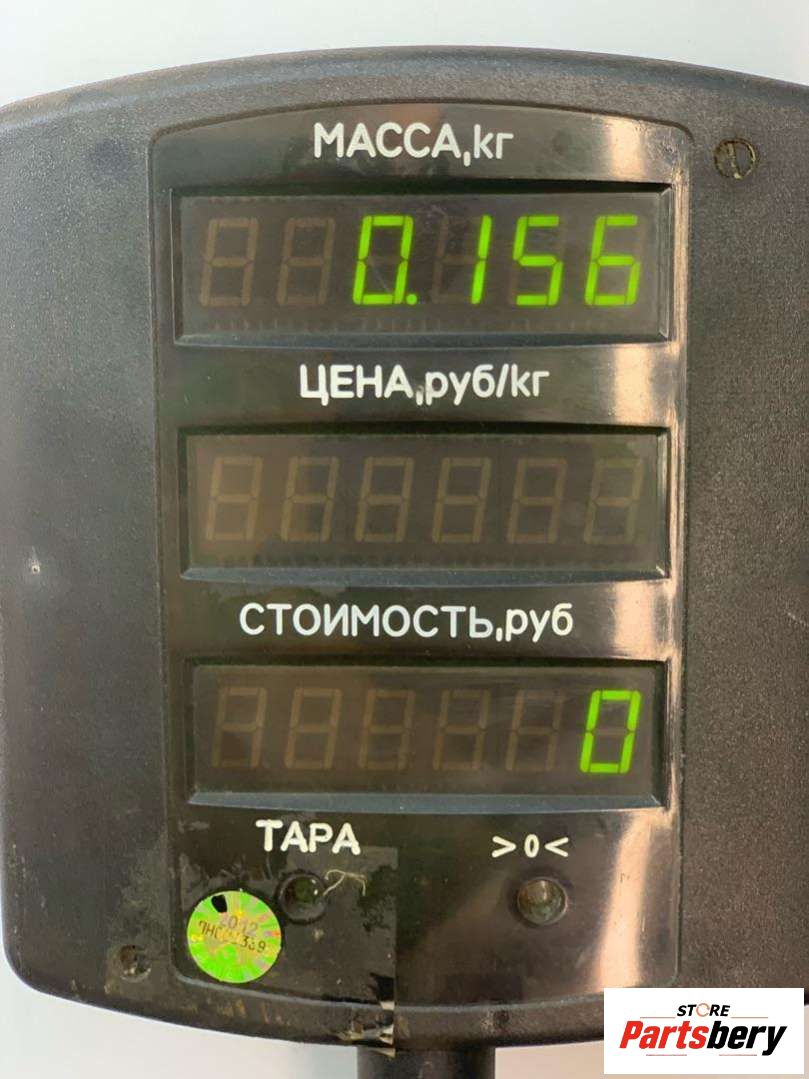 МАССА,кг
0.156
ЦЕНА,руб/кг
СТОИМОСТЬ,руб
0
ТАРА
>0<
STORE
Partsbery